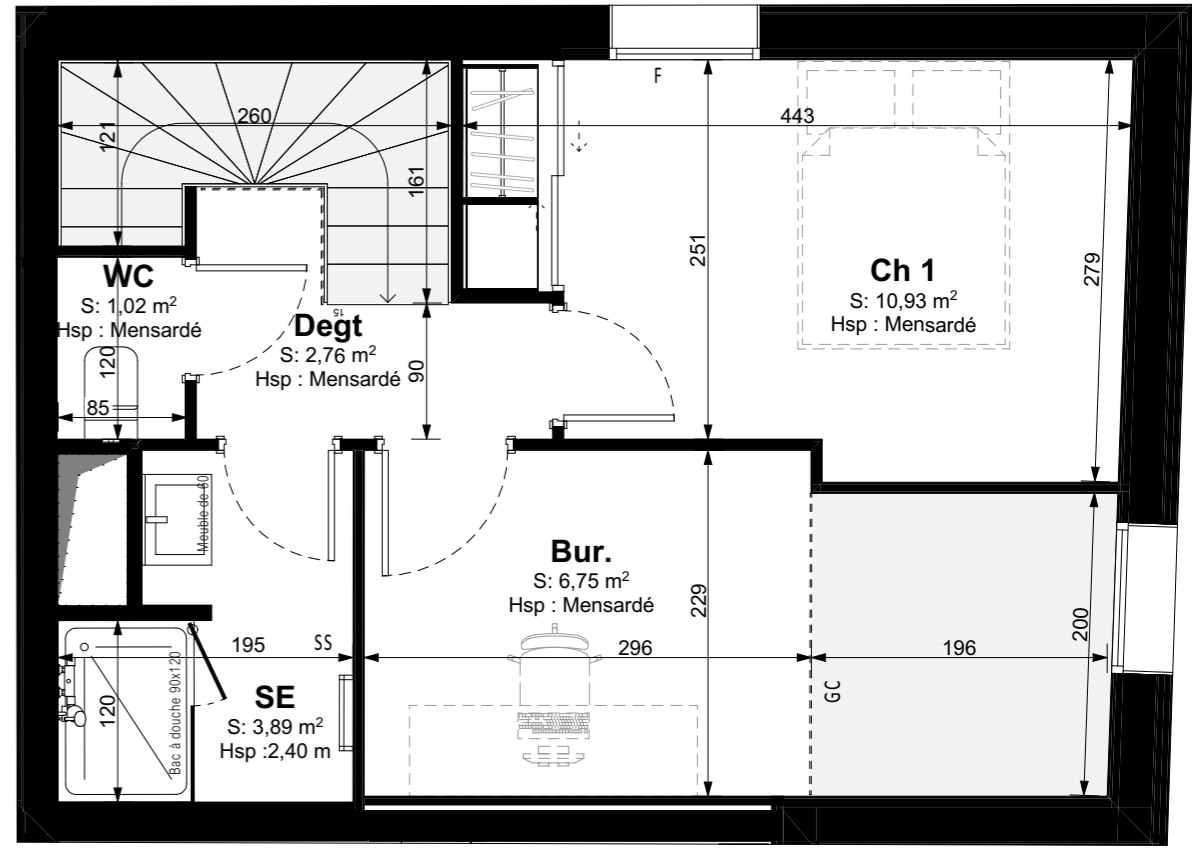 F
121
260
161
443
251
279
WC
S: 1,02 m²
Hsp : Mensardé
120
85
15
Degt
S: 2,76 m²
Hsp : Mensardé
90
Ch 1
S: 10,93 m²
Hsp : Mensardé
Meuble de 60
Bur.
S: 6,75 m²
Hsp : Mensardé
229
296
196
200
GC
195
SS
SE
S: 3,89 m²
Hsp :2,40 m
120
Bac à douche 90x120